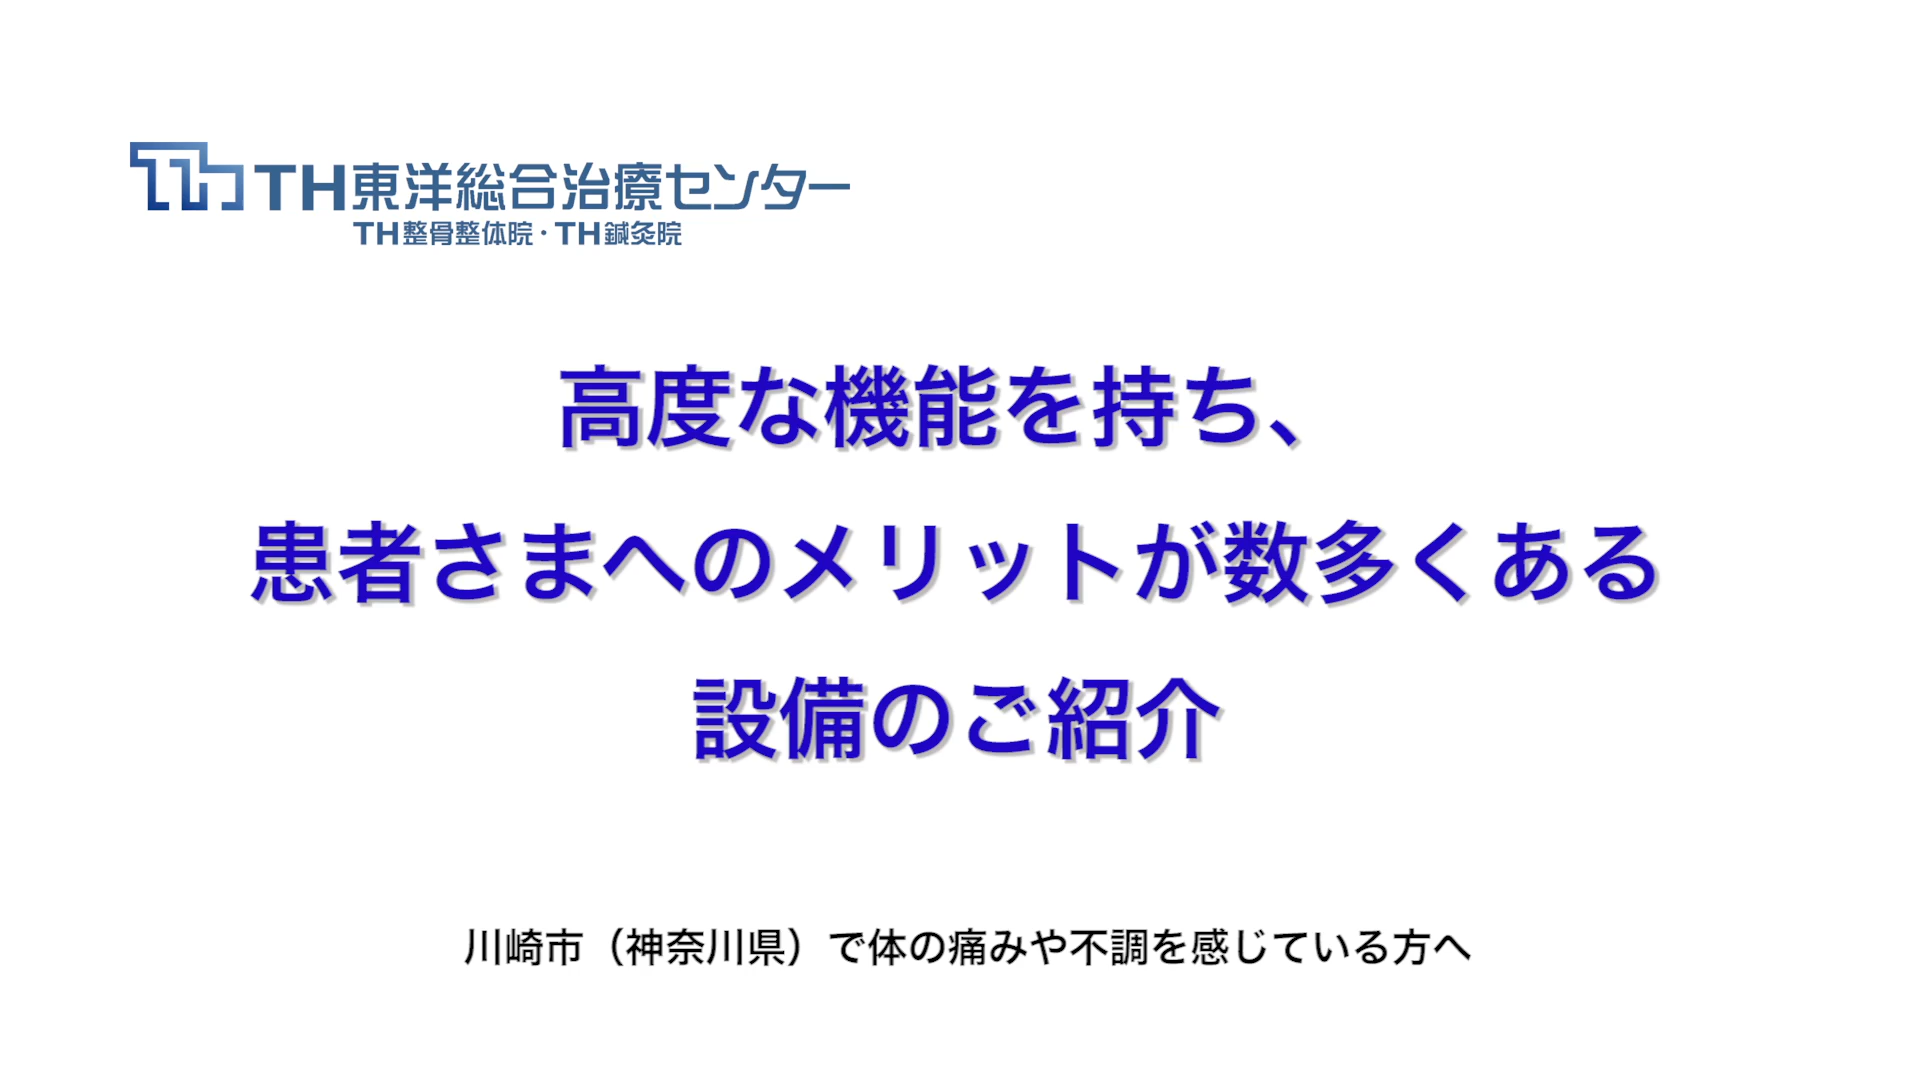 TH東洋総合治療センター
TH整骨整体院・TH鍼灸院
高度な機能を持ち、
患者さまへのメリットが数多くある
設備のご紹介
川崎市（神奈川県）で体の痛みや不調を感じている方へ